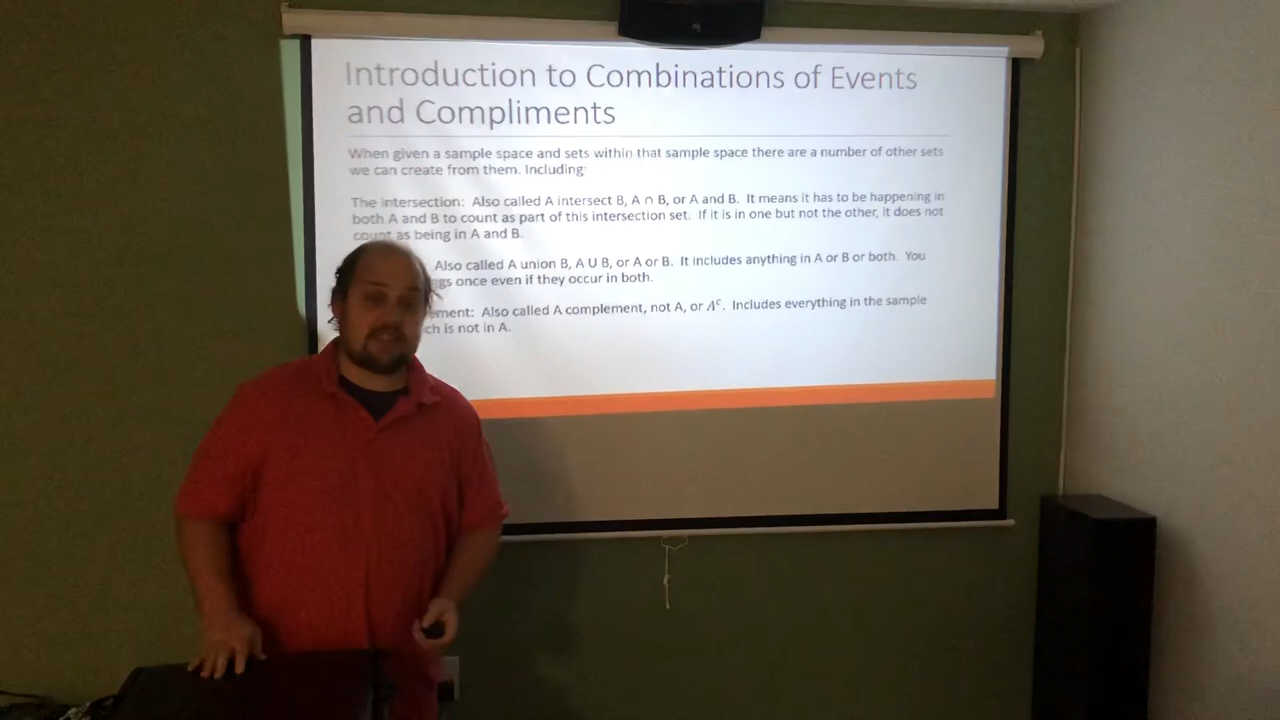 Introduction to Combinations of Events
and Compliments
When given a sample space and sets within that sample space there are a number of other sets
we can create from them. Including:
The Intersection: Also called A intersect B, A ∩ B, or A and B. It means it has to be happening in
both A and B to count as part of this intersection set. If it is in one but not the other, it does not
count as being in A and B.
Also called A union B, A U B, or A or B. It includes anything in A or B or both. You
once even if they occur in both.
Also called A complement, not A, or Aᶜ. Includes everything in the sample
is not in A.